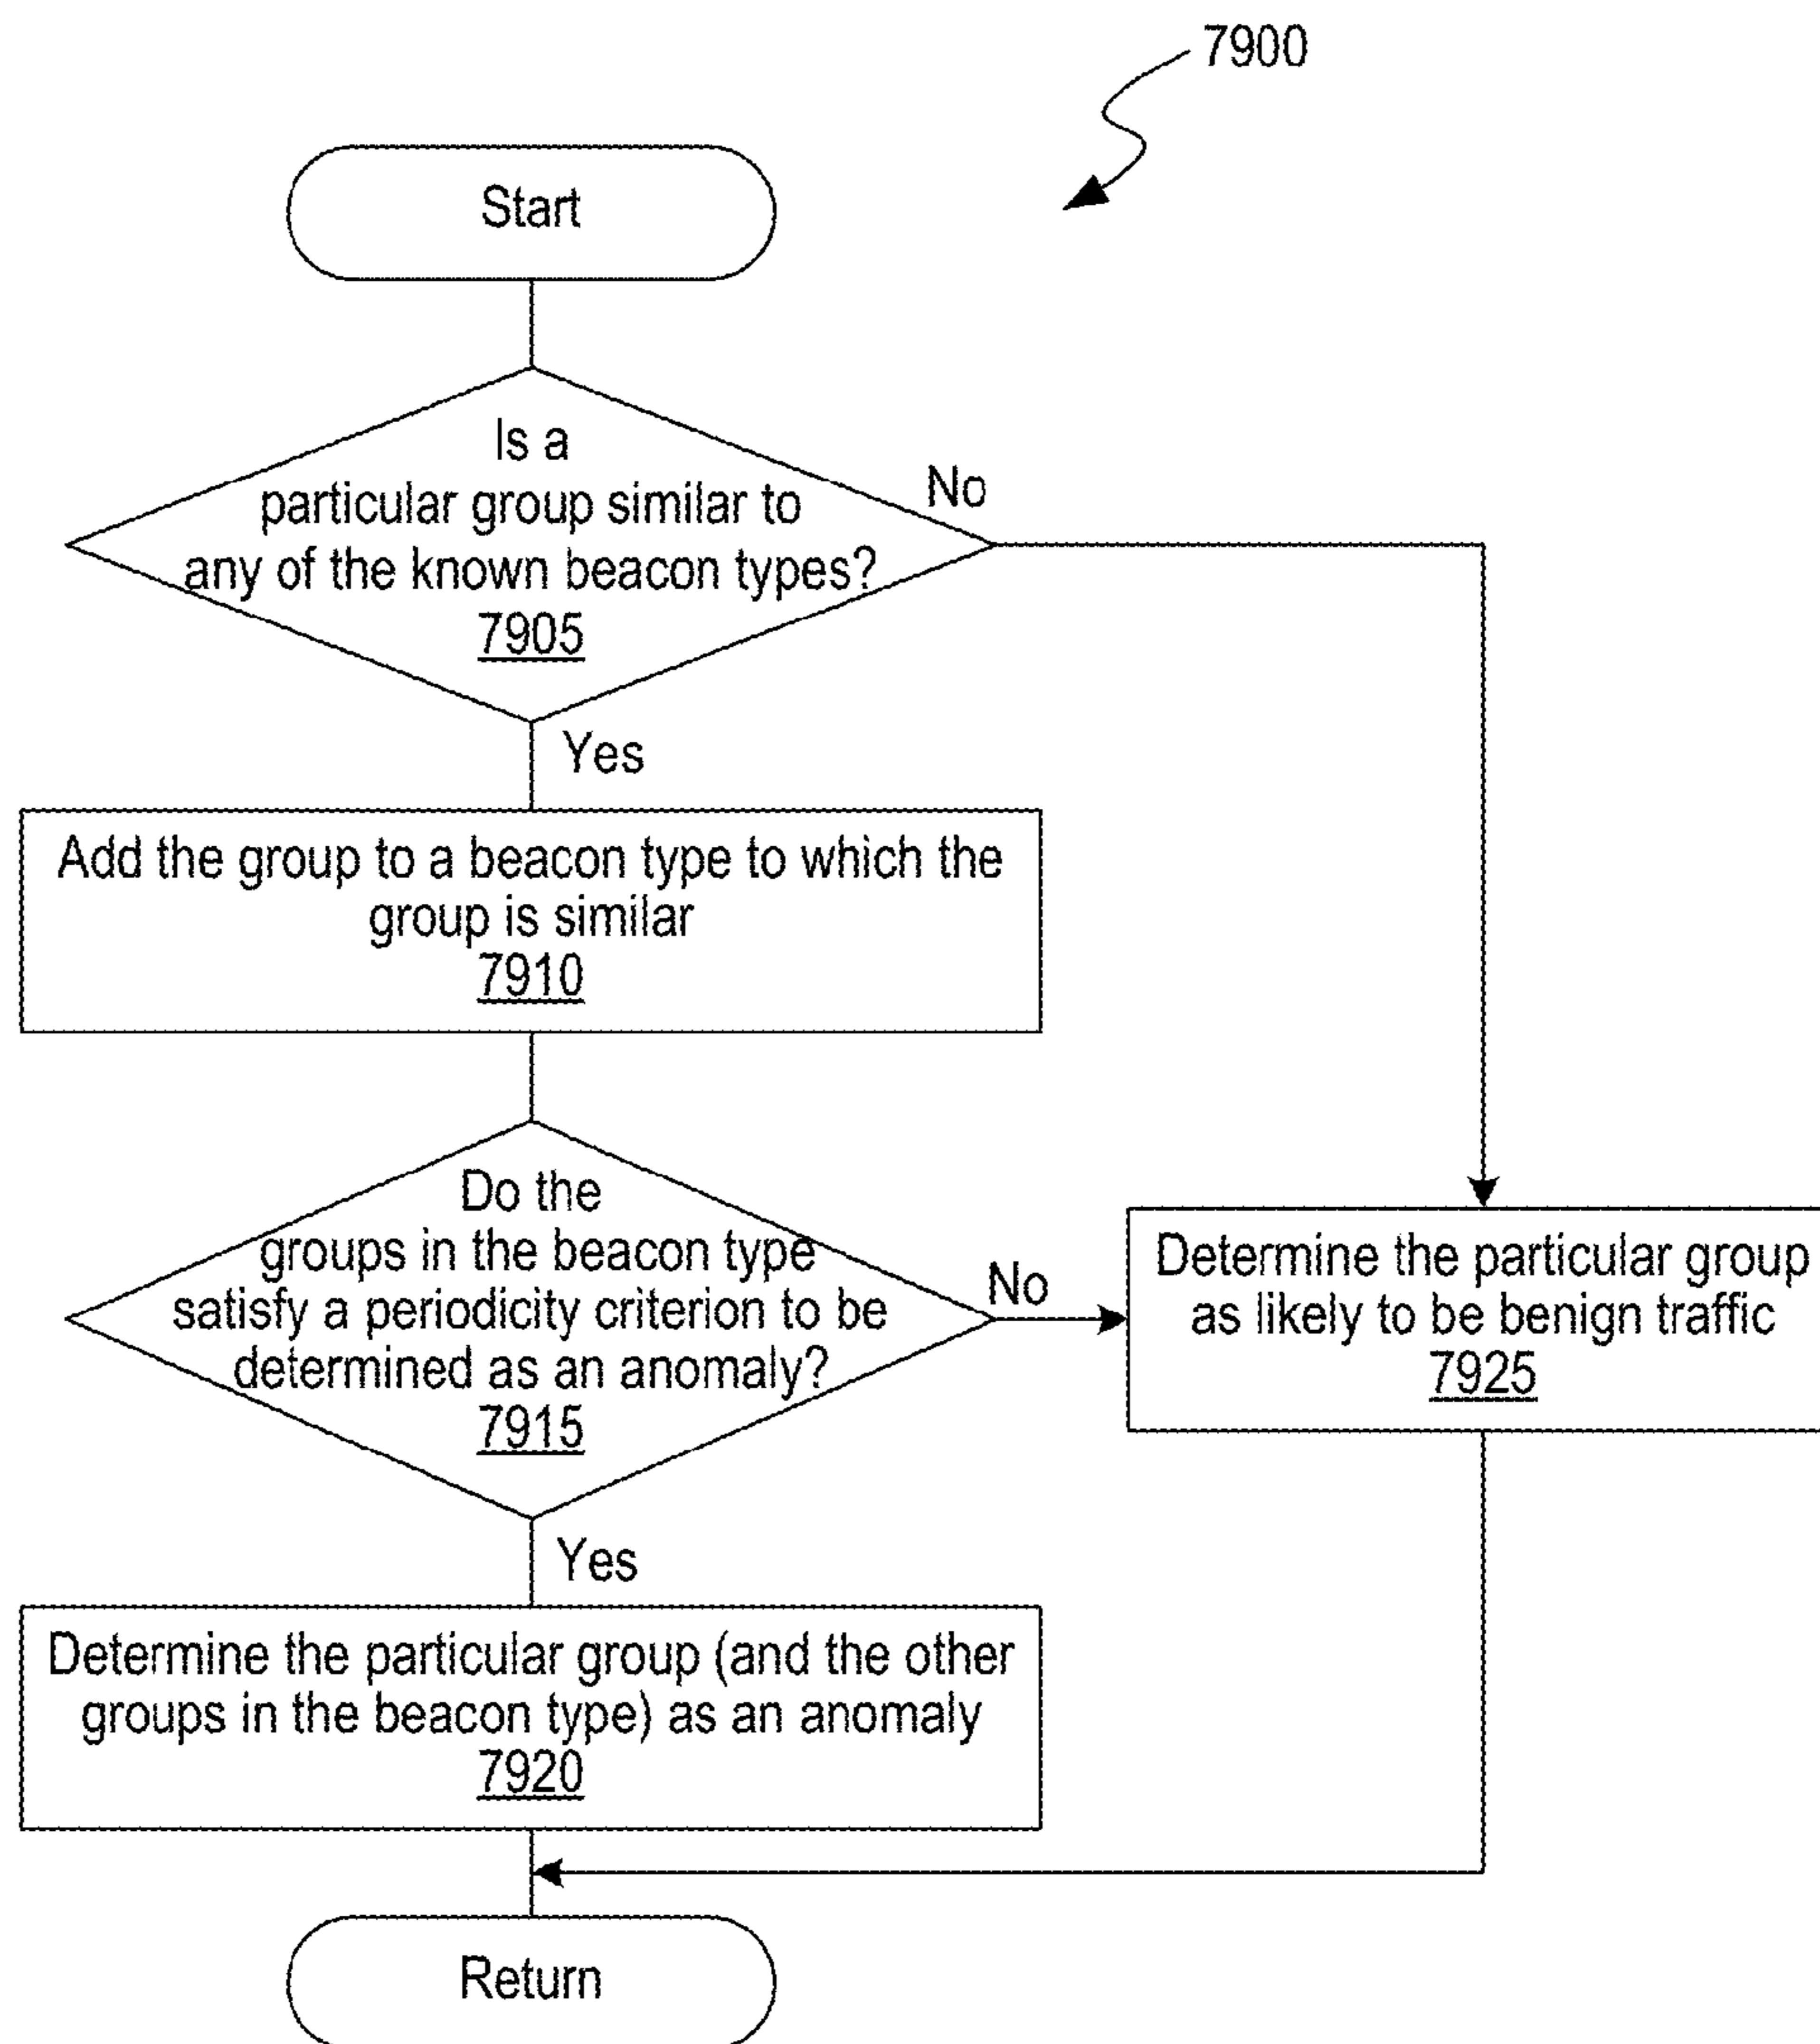 7900
Start
Is a
particular group similar to
any of the known beacon types?
7905
No
Yes
Add the group to a beacon type to which the
group is similar
7910
Do the
groups in the beacon type
satisfy a periodicity criterion to be
determined as an anomaly?
7915
No
Determine the particular group
as likely to be benign traffic
7925
Yes
Determine the particular group (and the other
groups in the beacon type) as an anomaly
7920
Return